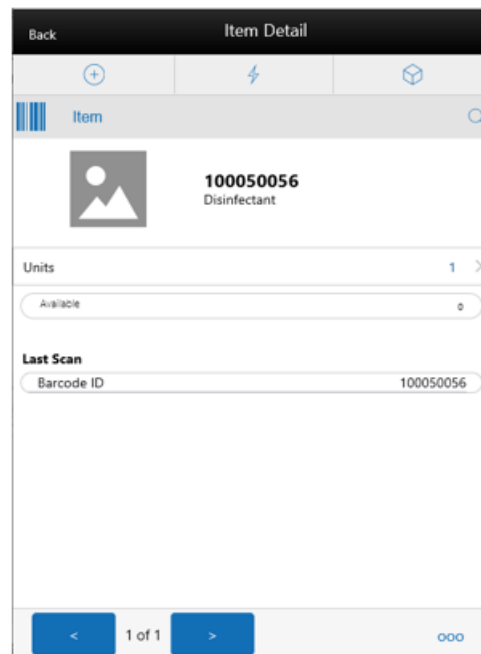 Back Item Detail
Item
100050056
Disinfectant
Units 1 >
Available 0
Last Scan
Barcode ID 100050056
< 1 of 1 >
ooo